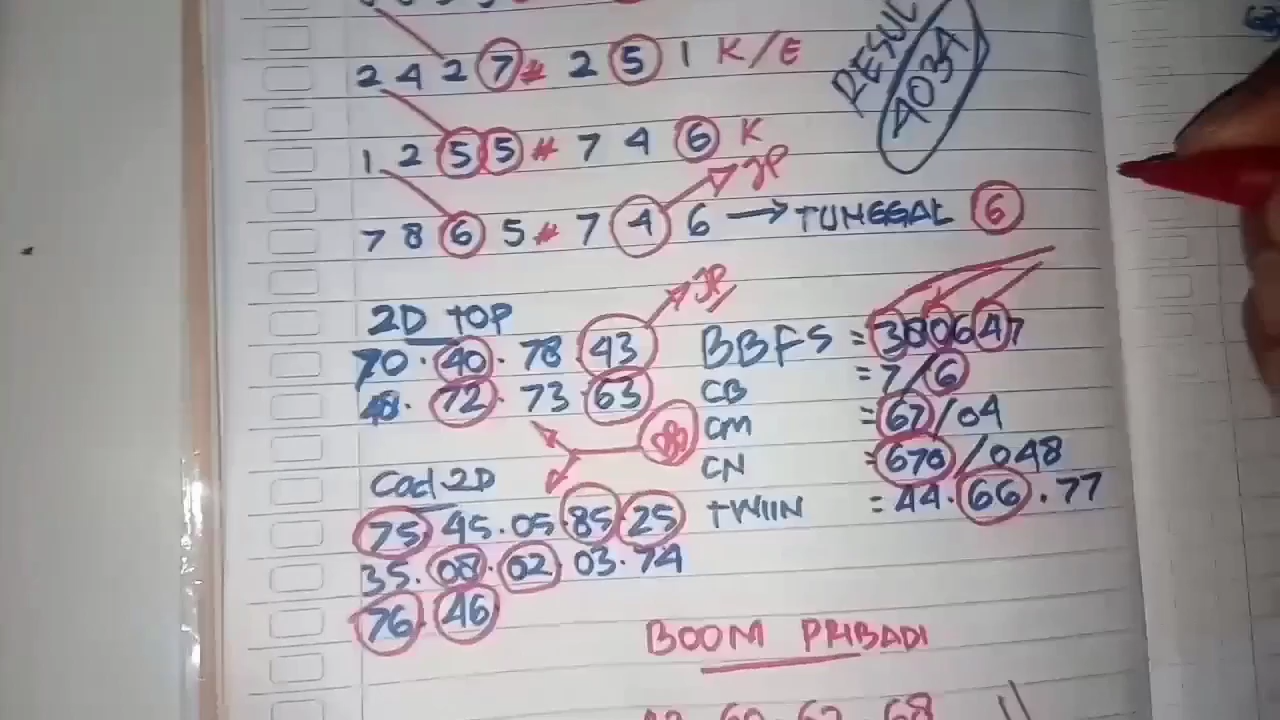 2 4 2 7 # 2 5 1 K/E
RESUL
4034
1 2 5 5 # 7 4 6 K
JP
7 8 6 5 # 7 4 6 → TUNGGAL 6
2D TOP
JP
70 · 40 · 78 · 43
48 · 72 · 73 · 63
BBFS = 380647
CB = 7/6
CM = 67/04
CN = 670/048
TWIIN = 44 · 66 · 77
Cad 2D
75 · 45 · 05 · 85 · 25
35 · 08 · 02 · 03 · 74
76 · 46
BOOM PRIBADI